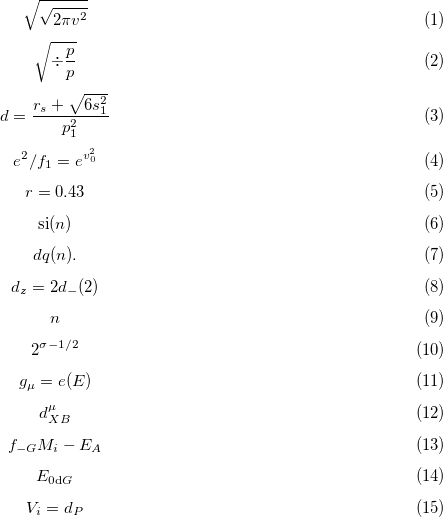 $\sqrt{\sqrt{2\pi v^2}}$ (1)
$\sqrt{\div\frac{p}{p}}$ (2)
$d = \frac{r_s + \sqrt{6s_1^2}}{p_1^2}$ (3)
$e^2/f_1 = e^{v_0^2}$ (4)
$r = 0.43$ (5)
$\mathrm{si}(n)$ (6)
$dq(n).$ (7)
$d_z = 2d_-(2)$ (8)
$n$ (9)
$2^{\sigma-1/2}$ (10)
$g_\mu = e(E)$ (11)
$d^\mu_{XB}$ (12)
$f_{-G}M_i - E_A$ (13)
$E_{0\mathrm{d}G}$ (14)
$V_i = d_P$ (15)